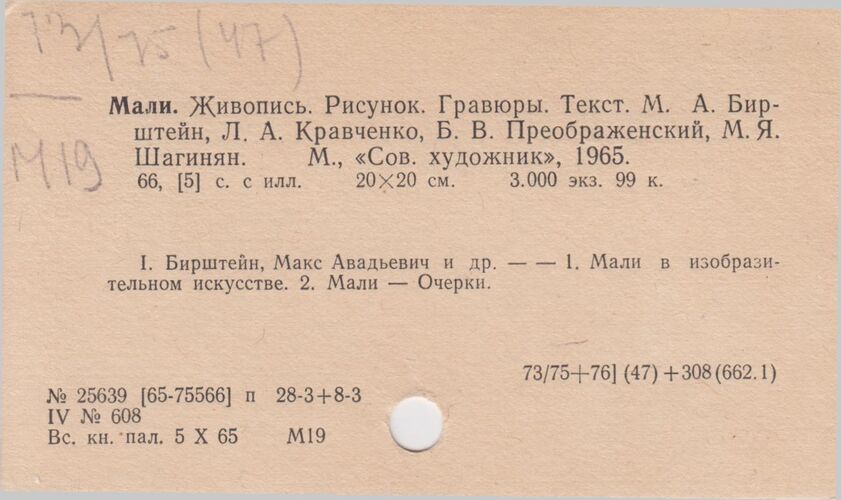 73/75 (47)
М19
Мали. Живопись. Рисунок. Гравюры. Текст. М. А. Бир-
штейн, Л. А. Кравченко, Б. В. Преображенский, М. Я.
Шагинян. М., «Сов. художник», 1965.
66, [5] с. с илл. 20×20 см. 3.000 экз. 99 к.
I. Бирштейн, Макс Авадьевич и др. — — 1. Мали в изобрази-
тельном искусстве. 2. Мали — Очерки.
73/75+76] (47)+308(662.1)
№ 25639 [65-75566] п 28-3+8-3
IV № 608
Вс. кн. пал. 5 X 65 М19